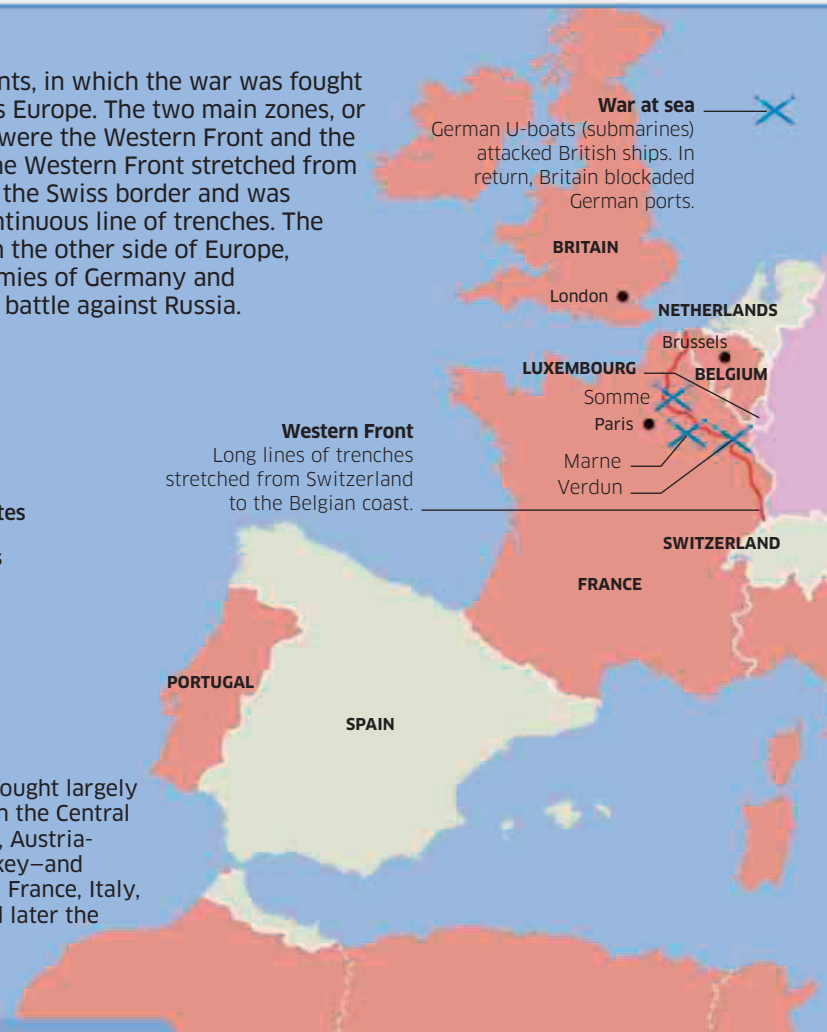 nts, in which the war was fought
s Europe. The two main zones, or
were the Western Front and the
he Western Front stretched from
the Swiss border and was
ntinuous line of trenches. The
n the other side of Europe,
mies of Germany and
battle against Russia.
War at sea
German U-boats (submarines)
attacked British ships. In
return, Britain blockaded
German ports.
BRITAIN
London
NETHERLANDS
Brussels
LUXEMBOURG
BELGIUM
Somme
Paris
Marne
Verdun
Western Front
Long lines of trenches
stretched from Switzerland
to the Belgian coast.
tes
s
SWITZERLAND
FRANCE
PORTUGAL
SPAIN
ought largely
n the Central
, Austria-
key—and
France, Italy,
d later the